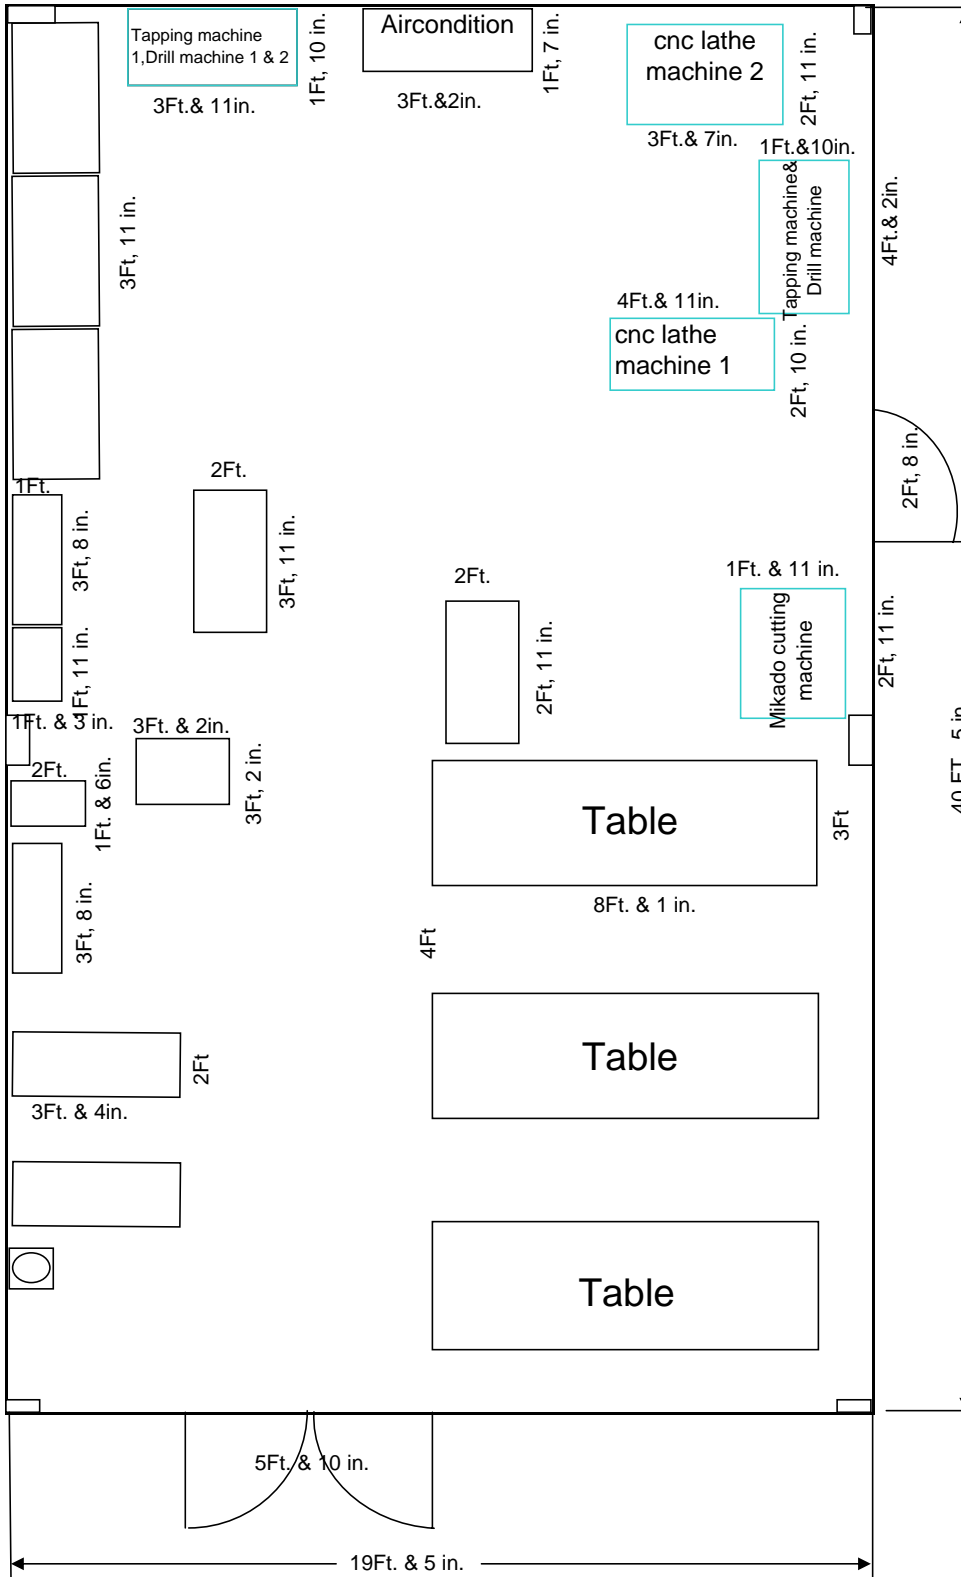 Tapping machine
1,Drill machine 1 & 2
1Ft, 10 in.
3Ft.& 11in.
Aircondition
1Ft, 7 in.
3Ft.&2in.
cnc lathe
machine 2
2Ft, 11 in.
3Ft.& 7in.
1Ft.&10in.
Tapping machine&
Drill machine
4Ft.& 2in.
3Ft, 11 in.
4Ft.& 11in.
cnc lathe
machine 1
2Ft, 10 in.
2Ft, 8 in.
1Ft.
3Ft, 8 in.
2Ft.
3Ft, 11 in.
2Ft.
2Ft, 11 in.
1Ft. & 11 in.
Mikado cutting
machine
2Ft, 11 in.
1Ft, 11 in.
1Ft. & 3 in.
3Ft. & 2in.
3Ft, 2 in.
2Ft.
1Ft. & 6in.
Table
3Ft
8Ft. & 1 in.
40 FT., 5 in
3Ft, 8 in.
4Ft
Table
2Ft
3Ft. & 4in.
Table
5Ft. & 10 in.
19Ft. & 5 in.